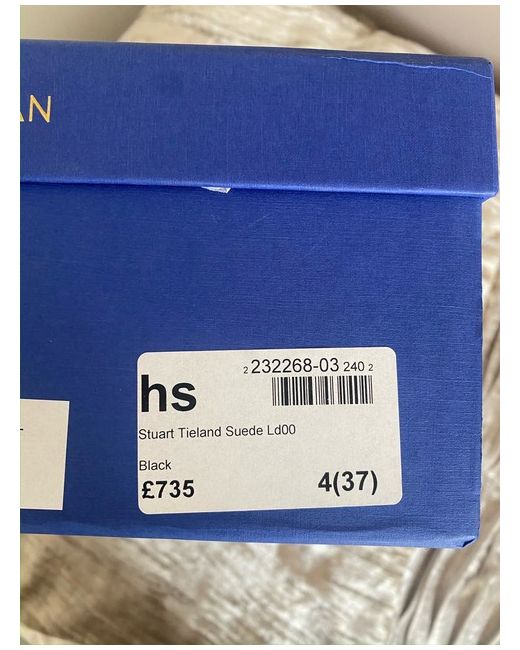 AN
2 232268-03 240 2
hs
Stuart Tieland Suede Ld00
Black
£735 4(37)